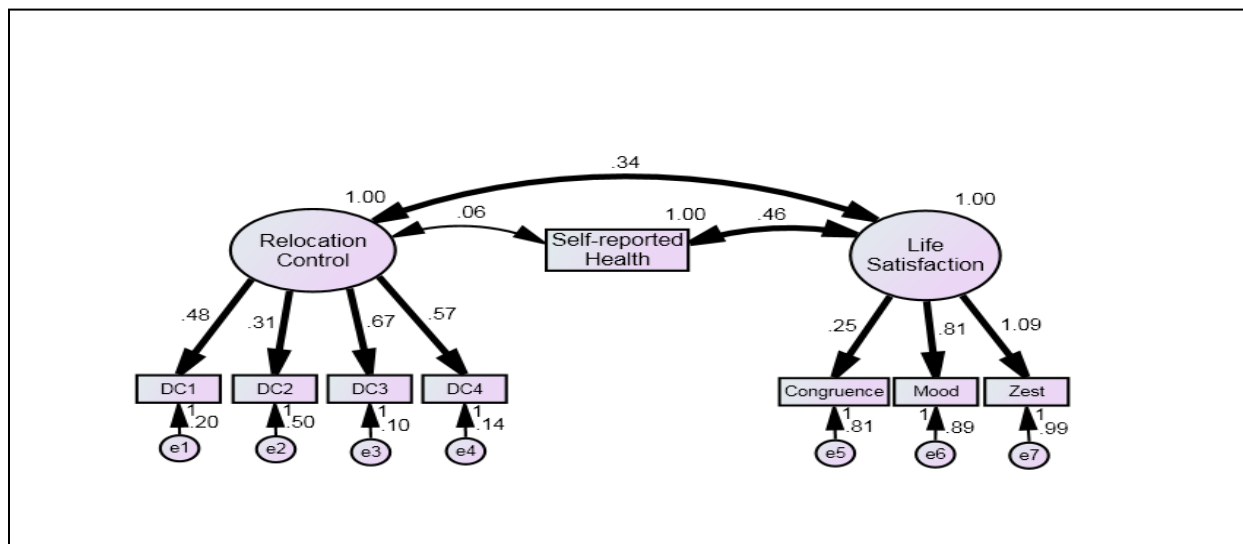 .34
1.00
1.00
.06
1.00
.46
Relocation
Control
Self-reported
Health
Life
Satisfaction
.48
.31
.67
.57
.25
.81
1.09
DC1
DC2
DC3
DC4
Congruence
Mood
Zest
1
.20
1
.50
1
.10
1
.14
1
.81
1
.89
1
.99
e1
e2
e3
e4
e5
e6
e7